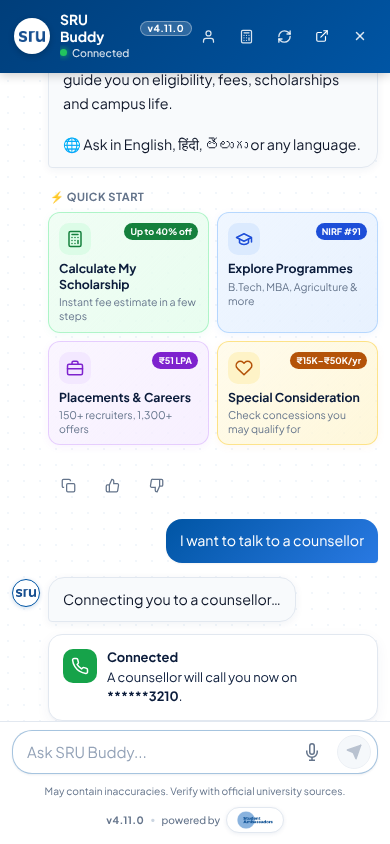 sru
SRU
Buddy
v4.11.0
Connected
guide you on eligibility, fees, scholarships
and campus life.
🌐 Ask in English, हिंदी, తెలుగు or any language.
⚡ QUICK START
Up to 40% off
Calculate My
Scholarship
Instant fee estimate in a few
steps
NIRF #91
Explore Programmes
B.Tech, MBA, Agriculture &
more
₹51 LPA
Placements & Careers
150+ recruiters, 1,300+
offers
₹15K–₹50K/yr
Special Consideration
Check concessions you
may qualify for
I want to talk to a counsellor
sru
Connecting you to a counsellor…
Connected
A counsellor will call you now on
******3210.
Ask SRU Buddy...
May contain inaccuracies. Verify with official university sources.
v4.11.0 • powered by
Student
Ambassadors